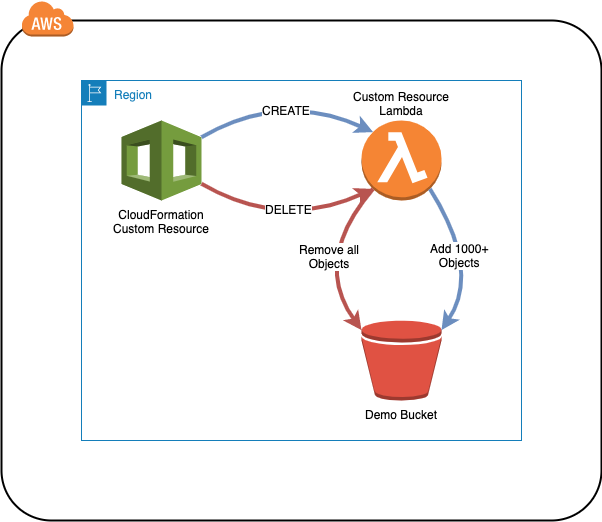 AWS
Region
CREATE
Custom Resource
Lambda
CloudFormation
Custom Resource
DELETE
Remove all
Objects
Add 1000+
Objects
Demo Bucket